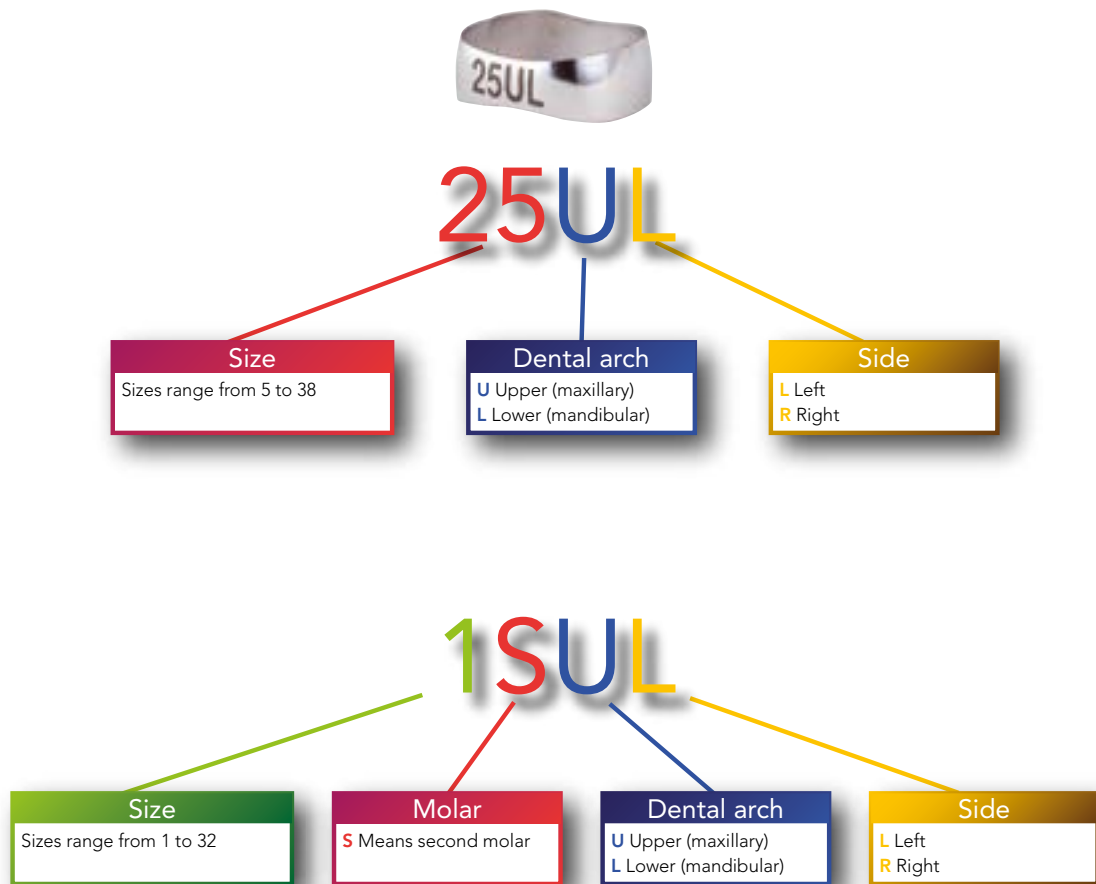 25UL
25UL
Size
Sizes range from 5 to 38
Dental arch
U Upper (maxillary)
L Lower (mandibular)
Side
L Left
R Right
1SUL
Size
Sizes range from 1 to 32
Molar
S Means second molar
Dental arch
U Upper (maxillary)
L Lower (mandibular)
Side
L Left
R Right